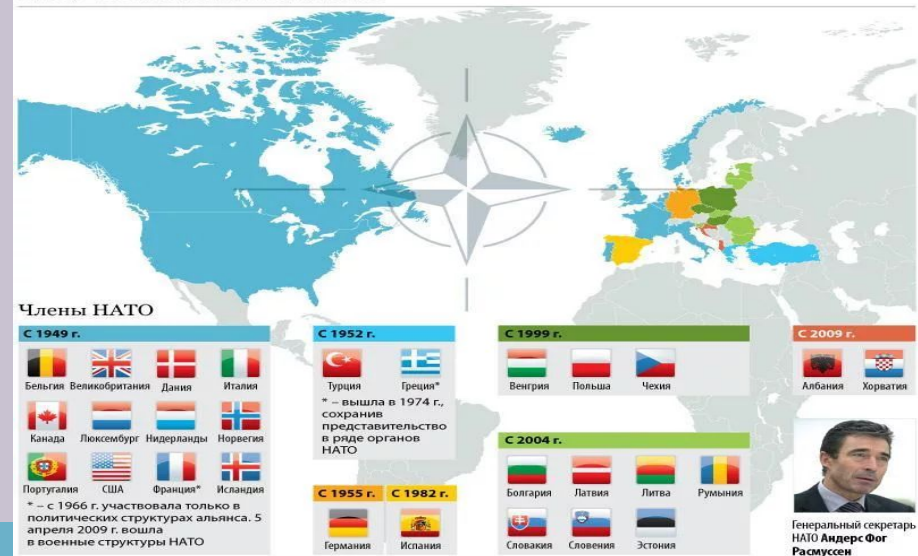 Члены НАТО
С 1949 г.
Бельгия Великобритания Дания Италия
Канада Люксембург Нидерланды Норвегия
Португалия США Франция* Исландия
* – с 1966 г. участвовала только в
политических структурах альянса. 5
апреля 2009 г. вошла
в военные структуры НАТО
С 1952 г.
Турция Греция*
* – вышла в 1974 г.,
сохранив
представительство
в ряде органов
НАТО
С 1955 г.
Германия
С 1982 г.
Испания
С 1999 г.
Венгрия Польша Чехия
С 2004 г.
Болгария Латвия Литва Румыния
Словакия Словения Эстония
С 2009 г.
Албания Хорватия
Генеральный секретарь
НАТО Андерс Фог
Расмуссен